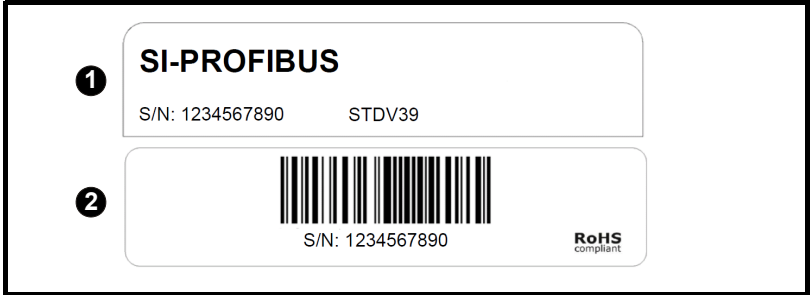 1
SI-PROFIBUS
S/N: 1234567890 STDV39
2
S/N: 1234567890
RoHS
compliant